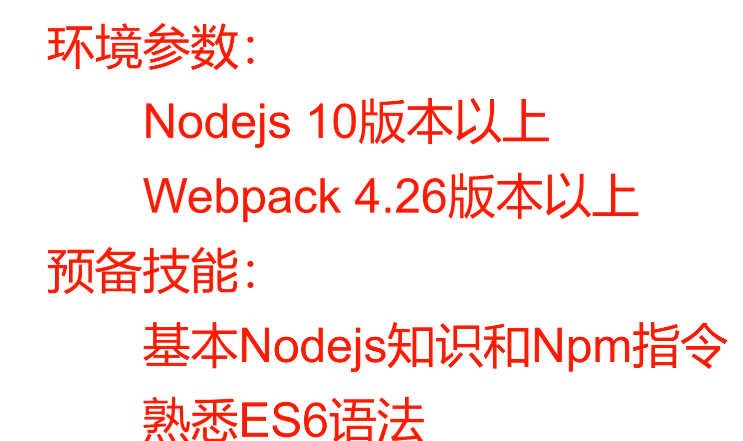 环境参数：
Nodejs 10版本以上
Webpack 4.26版本以上
预备技能：
基本Nodejs知识和Npm指令
熟悉ES6语法